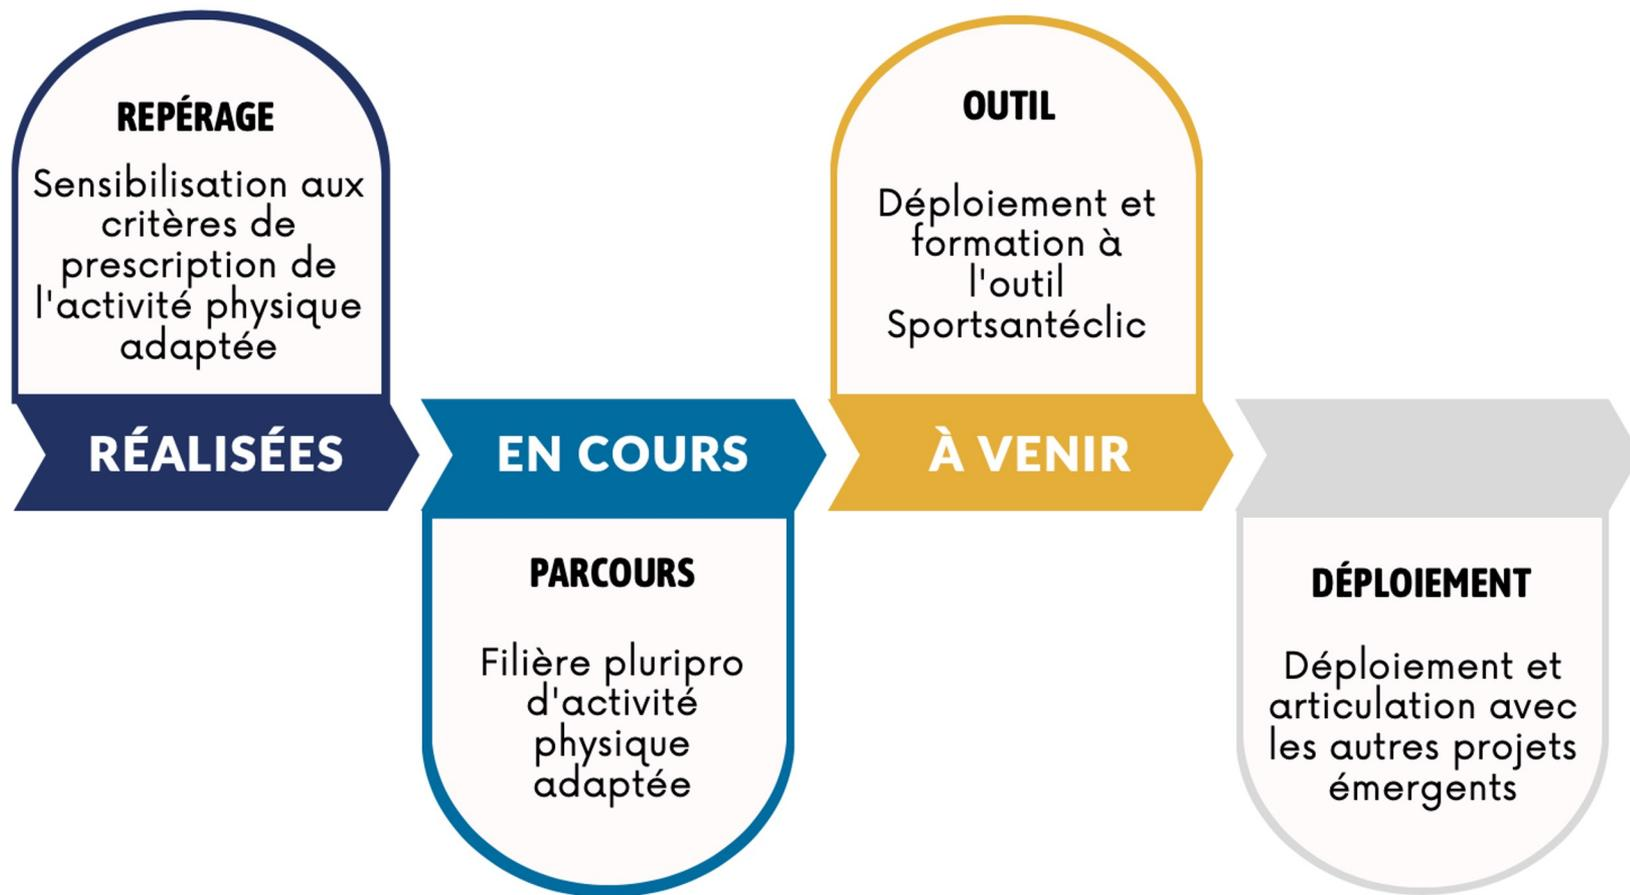 REPÉRAGE
Sensibilisation aux
critères de
prescription de
l'activité physique
adaptée
RÉALISÉES
EN COURS
PARCOURS
Filière pluripro
d'activité
physique
adaptée
OUTIL
Déploiement et
formation à
l'outil
Sportsantéclic
À VENIR
DÉPLOIEMENT
Déploiement et
articulation avec
les autres projets
émergents